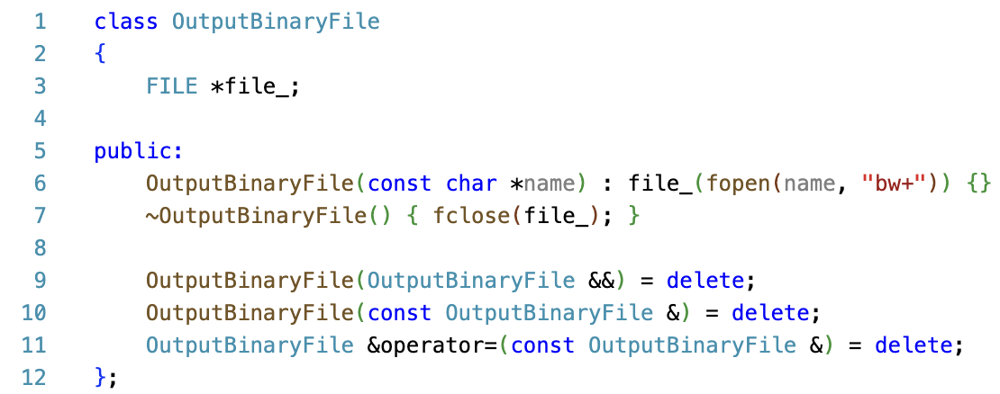 1 class OutputBinaryFile
2 {
3     FILE *file_;
4
5 public:
6     OutputBinaryFile(const char *name) : file_(fopen(name, "bw+")) {}
7     ~OutputBinaryFile() { fclose(file_); }
8
9     OutputBinaryFile(OutputBinaryFile &&) = delete;
10     OutputBinaryFile(const OutputBinaryFile &) = delete;
11     OutputBinaryFile &operator=(const OutputBinaryFile &) = delete;
12 };